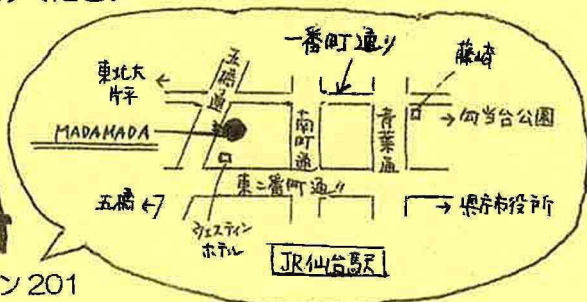 一番町通り
藤崎
五橋通
東北大
片平
MADAMADA
南町通
青葉通
→勾当台公園
東二番町通り
五橋
ウェスティン
ホテル
→県庁市役所
JR仙台駅
ン201